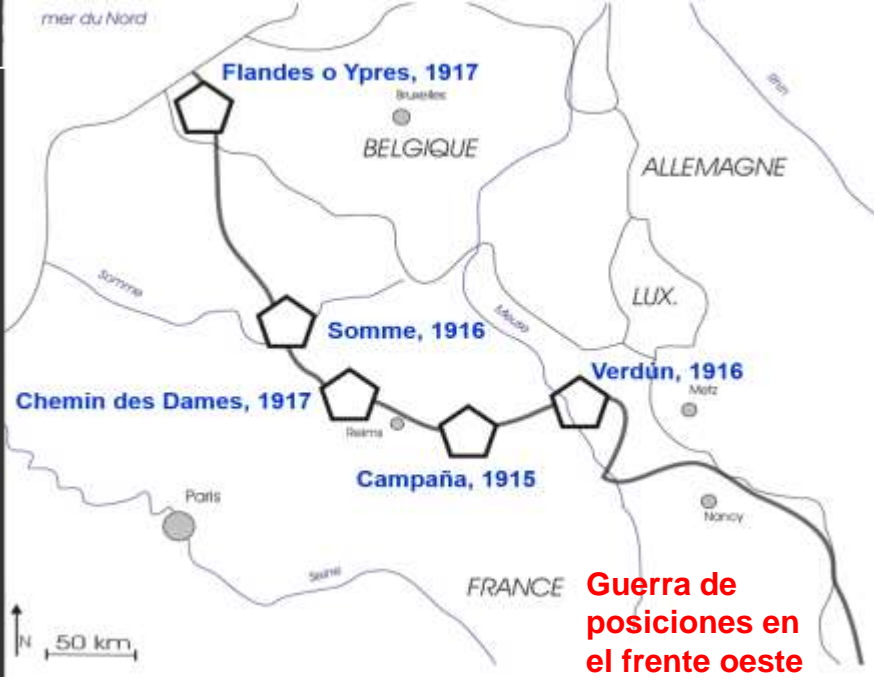 mer du Nord
Rhin
Flandes o Ypres, 1917
Bruxelles
BELGIQUE
ALLEMAGNE
Somme
LUX.
Meuse
Somme, 1916
Verdún, 1916
Metz
Chemin des Dames, 1917
Reims
Campaña, 1915
Paris
Nancy
Seine
FRANCE
Guerra de
posiciones en
el frente oeste
N
50 km